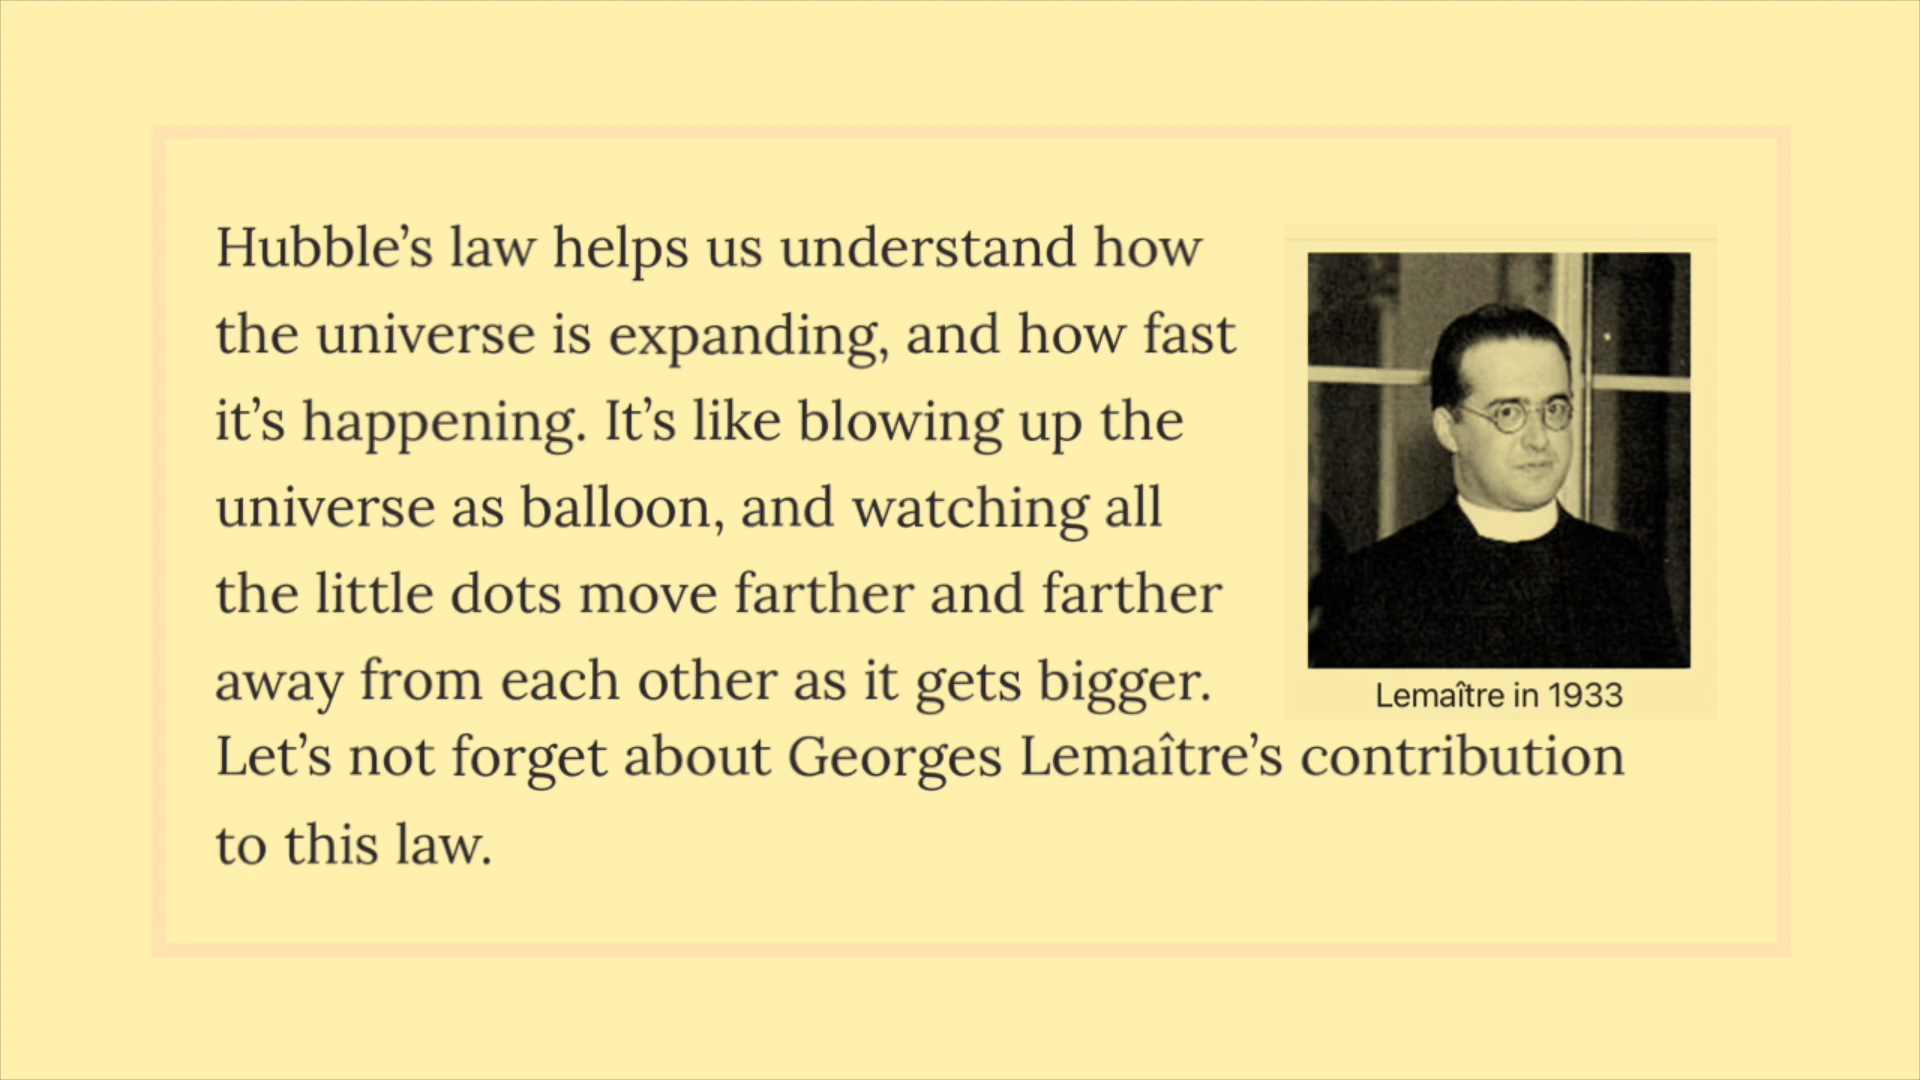 Hubble’s law helps us understand how
the universe is expanding, and how fast
it’s happening. It’s like blowing up the
universe as balloon, and watching all
the little dots move farther and farther
away from each other as it gets bigger.
Lemaître in 1933
Let’s not forget about Georges Lemaître’s contribution
to this law.